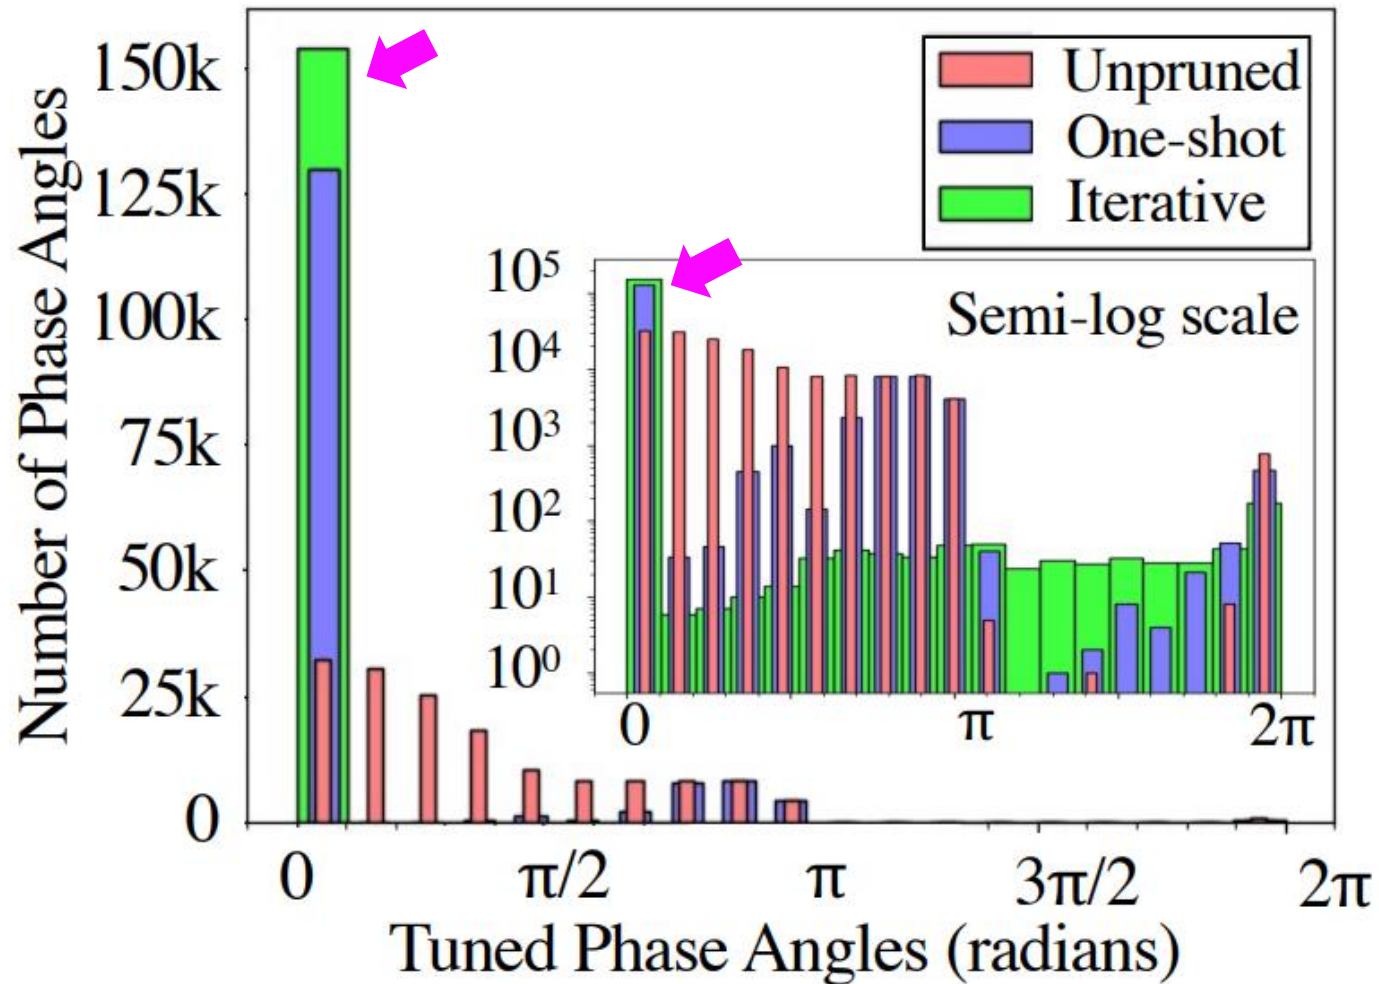 Number of Phase Angles
150k
125k
100k
75k
50k
25k
0
Unpruned
One-shot
Iterative
Semi-log scale
10⁵
10⁴
10³
10²
10¹
10⁰
0 π 2π
0 π/2 π 3π/2 2π
Tuned Phase Angles (radians)